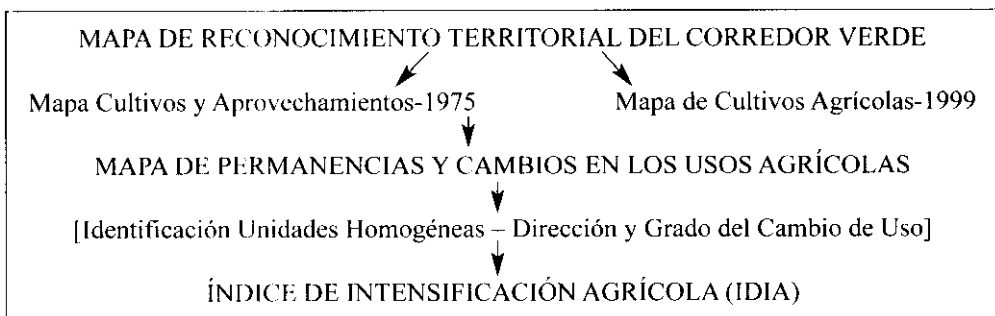 MAPA DE RECONOCIMIENTO TERRITORIAL DEL CORREDOR VERDE
Mapa Cultivos y Aprovechamientos-1975 Mapa de Cultivos Agrícolas-1999
MAPA DE PERMANENCIAS Y CAMBIOS EN LOS USOS AGRÍCOLAS
[Identificación Unidades Homogéneas – Dirección y Grado del Cambio de Uso]
ÍNDICE DE INTENSIFICACIÓN AGRÍCOLA (IDIA)